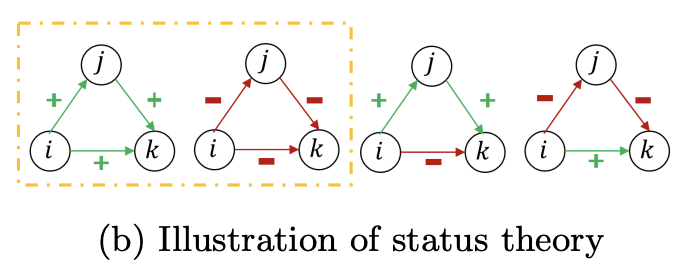 j j j j
+ + − − + + − −
i + k i − k i − k i + k
(b) Illustration of status theory